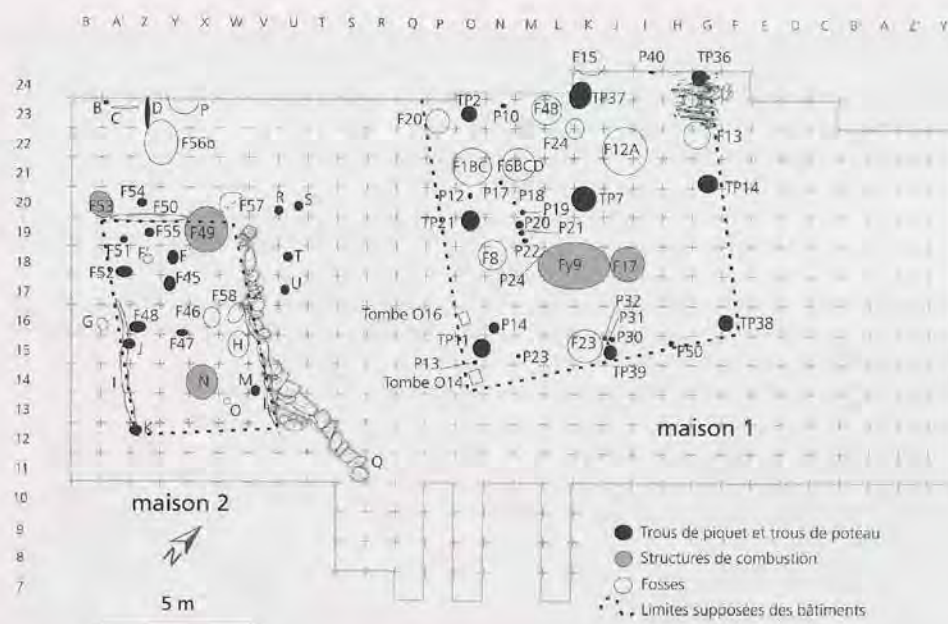 B A Z Y X W V U T S R Q P O N M L K J I H G F E D C B A Z' Y
F15 P40 TP36
24
B C D P TP2 P10 F48 TP37
23
F20 F24 F13
22
F56b F12A
21
F18C F6BCD
20
F54 R S P12 P17 P18 TP7 TP14
F53 F50 F57 P19
19
F49 TP21 P20
F55 P21
18
F51 F' E T F8 P22 Fy9 F17
F52 F45 P24
17
U
16
F58 Tombe O16 P32
G F48 F46 P14 P31 TP38
15
J F47 H TP11 F23 P30 P50
P13 P23 TP39
14
I N M Tombe O14
13
O L maison 1
12
K
11
Q
10
maison 2
9
Trous de piquet et trous de poteau
8
Structures de combustion
7
Fosses
5 m
Limites supposées des bâtiments